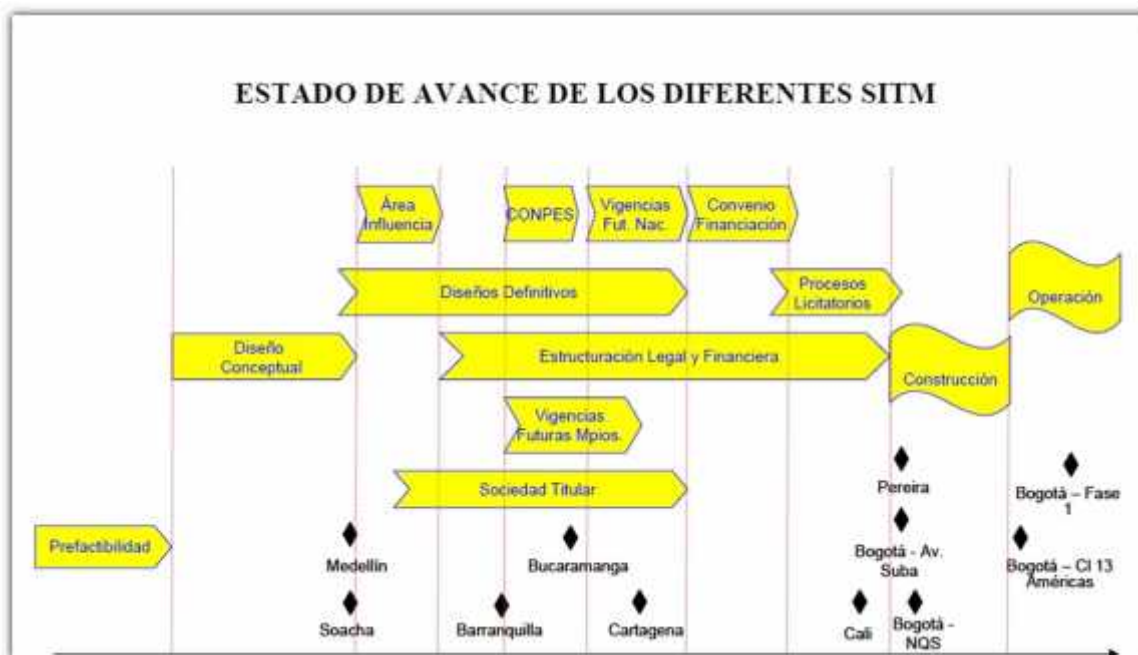 ESTADO DE AVANCE DE LOS DIFERENTES SITM
Área
Influencia
CONPES
Vigencias
Fut. Nac.
Convenio
Financiación
Diseños Definitivos
Procesos
Licitatorios
Operación
Diseño
Conceptual
Estructuración Legal y Financiera
Construcción
Vigencias
Futuras Mpios.
Sociedad Titular
Pereira
Bogotá – Fase
1
Prefactibilidad
Medellín
Bucaramanga
Bogotá - Av.
Suba
Bogotá – Cl 13
Américas
Soacha
Barranquilla
Cartagena
Cali
Bogotá -
NQS